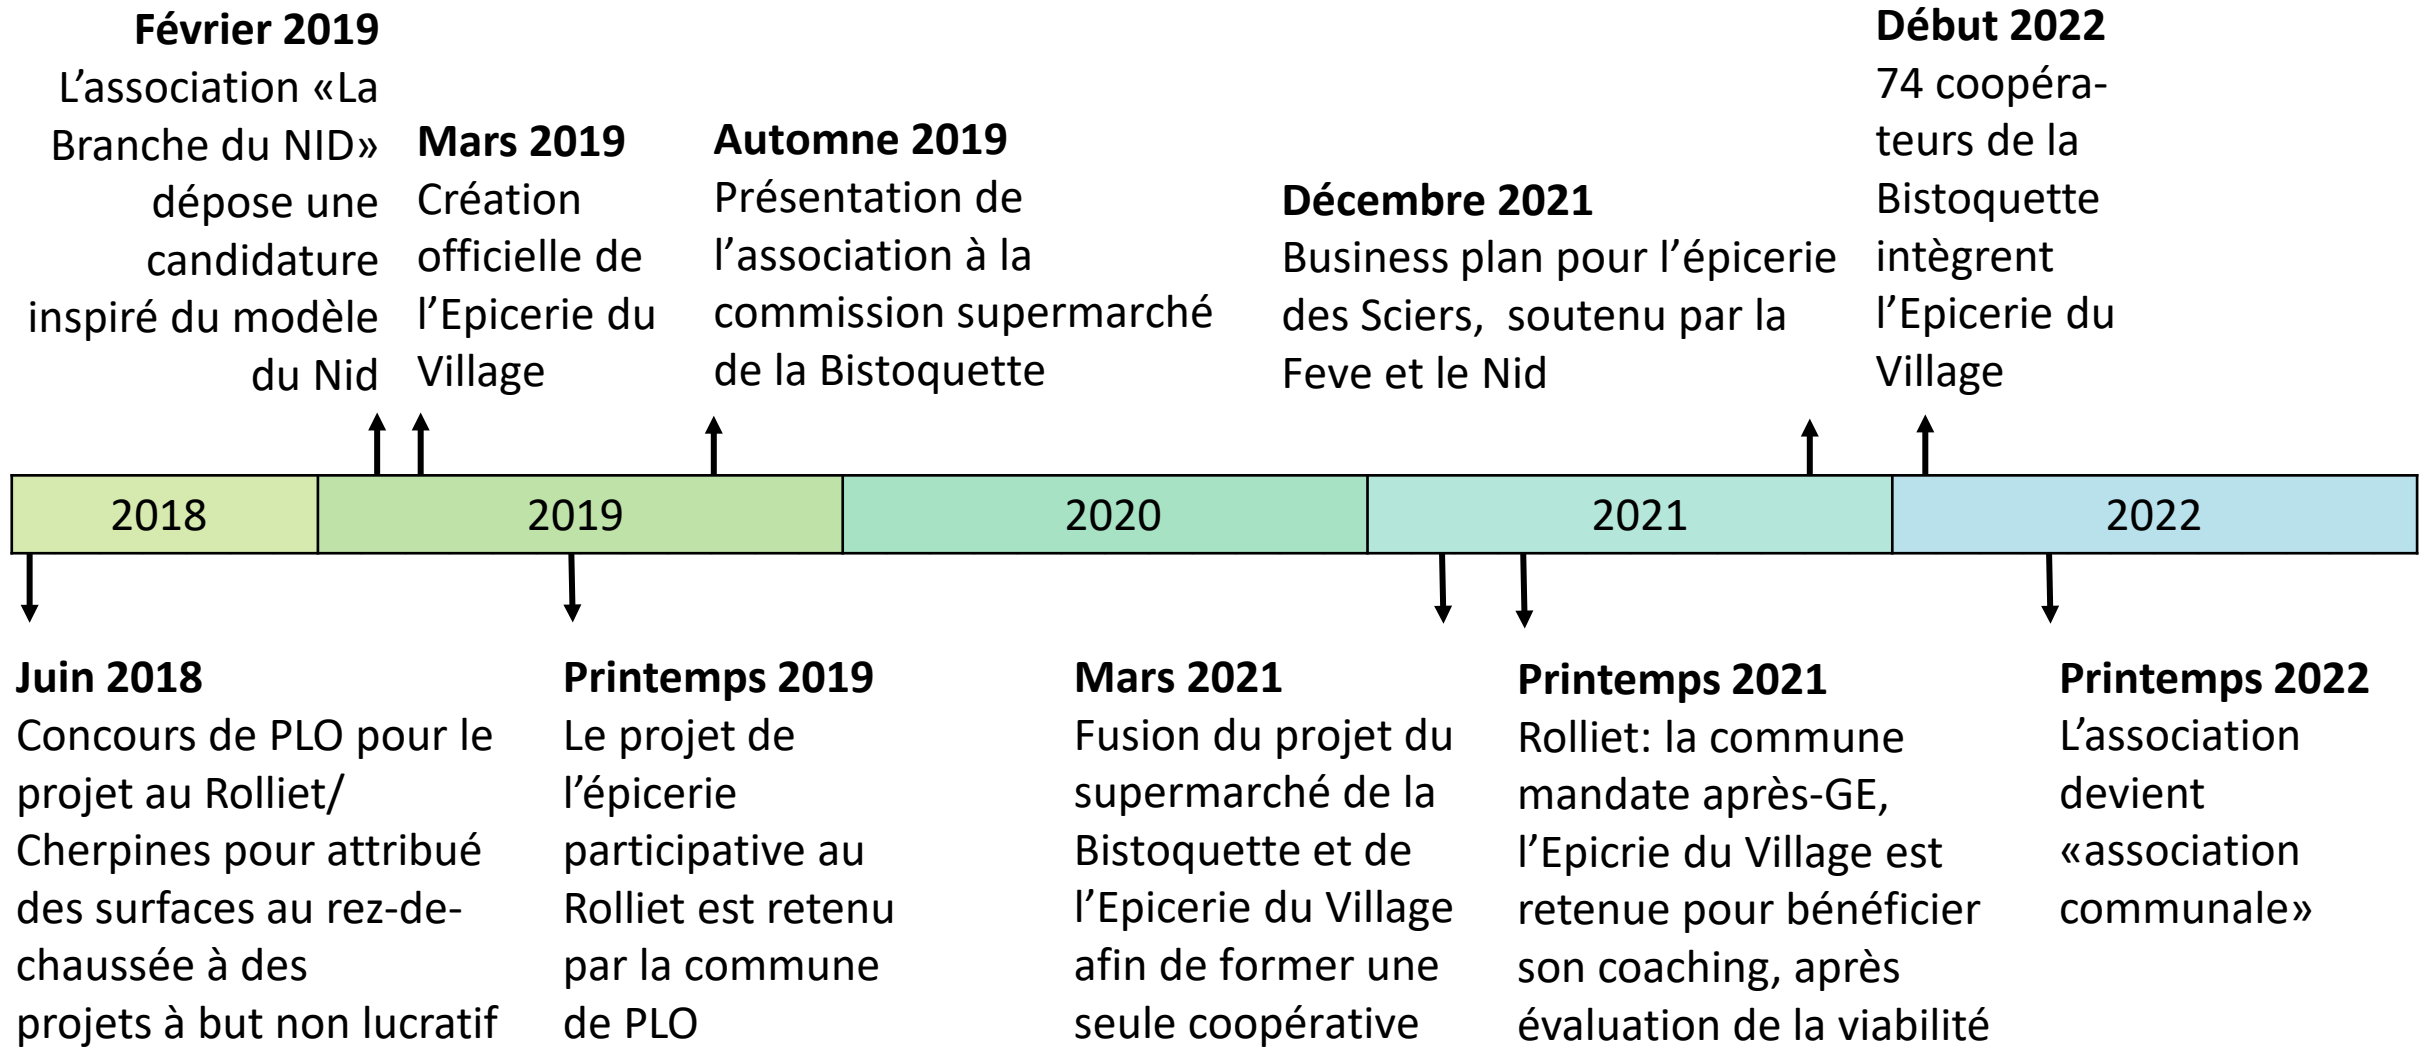 Février 2019
L’association «La
Branche du NID»
dépose une
candidature
inspiré du modèle
du Nid
Mars 2019
Création
officielle de
l’Epicerie du
Village
Automne 2019
Présentation de
l’association à la
commission supermarché
de la Bistoquette
Décembre 2021
Business plan pour l’épicerie
des Sciers,  soutenu par la
Feve et le Nid
Début 2022
74 coopéra-
teurs de la
Bistoquette
intègrent
l’Epicerie du
Village
2018
2019
2020
2021
2022
Juin 2018
Concours de PLO pour le
projet au Rolliet/
Cherpines pour attribué
des surfaces au rez-de-
chaussée à des
projets à but non lucratif
Printemps 2019
Le projet de
l’épicerie
participative au
Rolliet est retenu
par la commune
de PLO
Mars 2021
Fusion du projet du
supermarché de la
Bistoquette et de
l’Epicerie du Village
afin de former une
seule coopérative
Printemps 2021
Rolliet: la commune
mandate après-GE,
l’Epicrie du Village est
retenue pour bénéficier
son coaching, après
évaluation de la viabilité
Printemps 2022
L’association
devient
«association
communale»